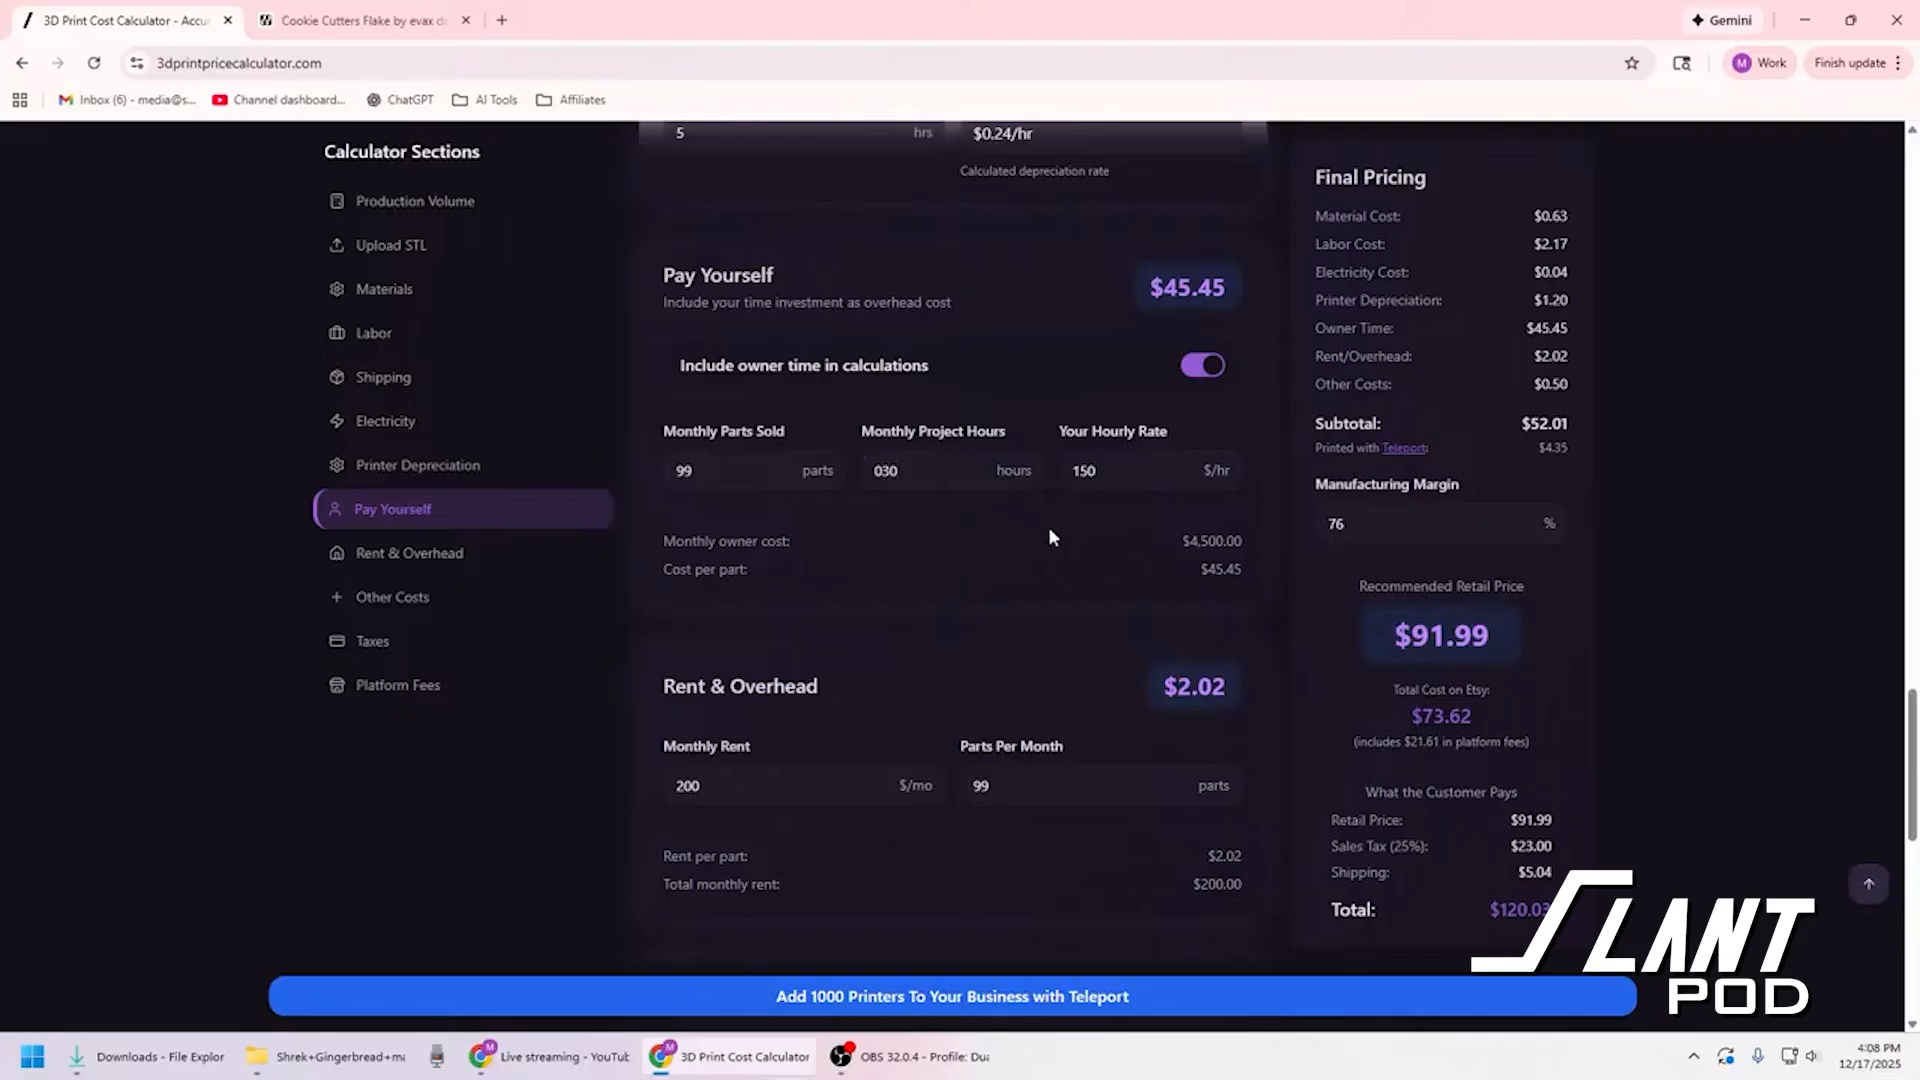 3D Print Cost Calculator - Accu
Cookie Cutters Flake by evax d
Gemini
3dprintpricecalculator.com
Work
Finish update
Inbox (6) - media@s...
Channel dashboard...
ChatGPT
AI Tools
Affiliates
Calculator Sections
Production Volume
Upload STL
Materials
Labor
Shipping
Electricity
Printer Depreciation
Pay Yourself
Rent & Overhead
Other Costs
Taxes
Platform Fees
5 hrs $0.24/hr
Calculated depreciation rate
Pay Yourself
Include your time investment as overhead cost
$45.45
Include owner time in calculations
Monthly Parts Sold Monthly Project Hours Your Hourly Rate
99 parts 030 hours 150 $/hr
Monthly owner cost: $4,500.00
Cost per part: $45.45
Rent & Overhead $2.02
Monthly Rent Parts Per Month
200 $/mo 99 parts
Rent per part: $2.02
Total monthly rent: $200.00
Final Pricing
Material Cost: $0.63
Labor Cost: $2.17
Electricity Cost: $0.04
Printer Depreciation: $1.20
Owner Time: $45.45
Rent/Overhead: $2.02
Other Costs: $0.50
Subtotal: $52.01
Printed with Teleport: $4.35
Manufacturing Margin
76 %
Recommended Retail Price
$91.99
Total Cost on Etsy:
$73.62
(includes $21.61 in platform fees)
What the Customer Pays
Retail Price: $91.99
Sales Tax (25%): $23.00
Shipping: $5.04
Total: $120.03
SLANT
POD
Add 1000 Printers To Your Business with Teleport
Downloads - File Explor
Shrek+Gingerbread+ma
Live streaming - YouTub
3D Print Cost Calculator
OBS 32.0.4 - Profile: Dua
4:08 PM
12/17/2025